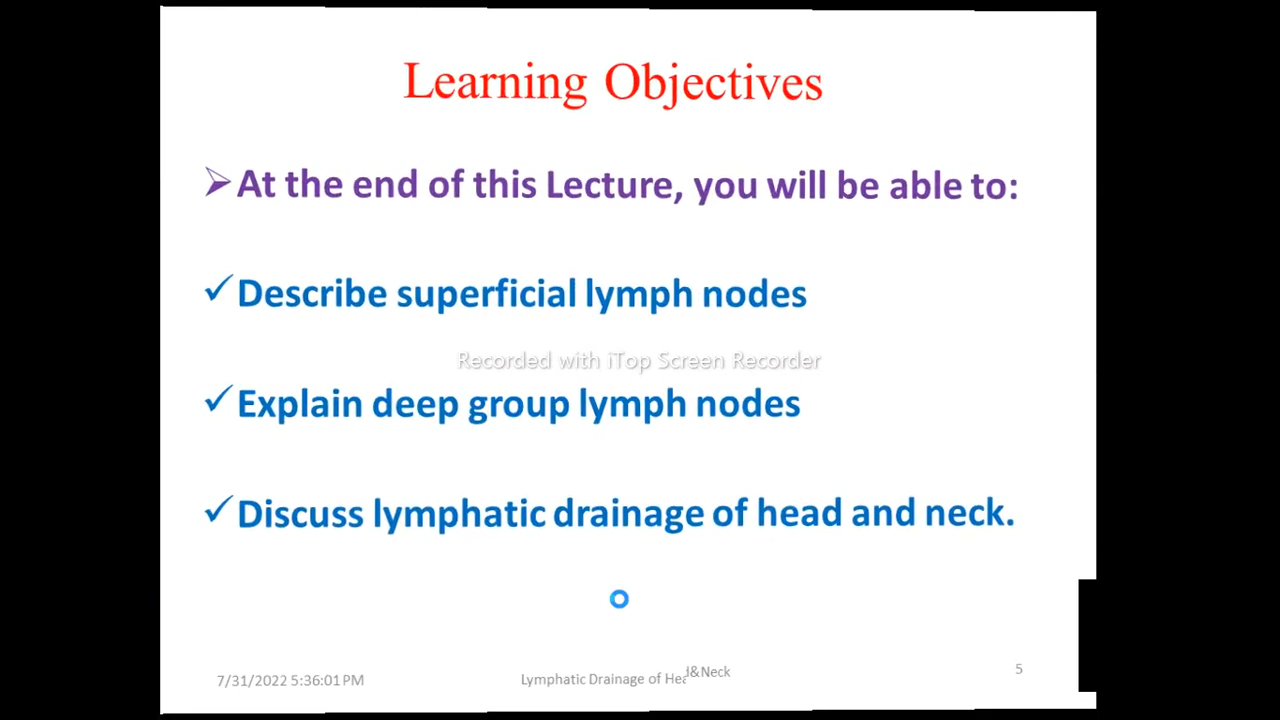 Learning Objectives
At the end of this Lecture, you will be able to:
Describe superficial lymph nodes
Recorded with iTop Screen Recorder
Explain deep group lymph nodes
Discuss lymphatic drainage of head and neck.
7/31/2022 5:36:01 PM
Lymphatic Drainage of Head&Neck
5